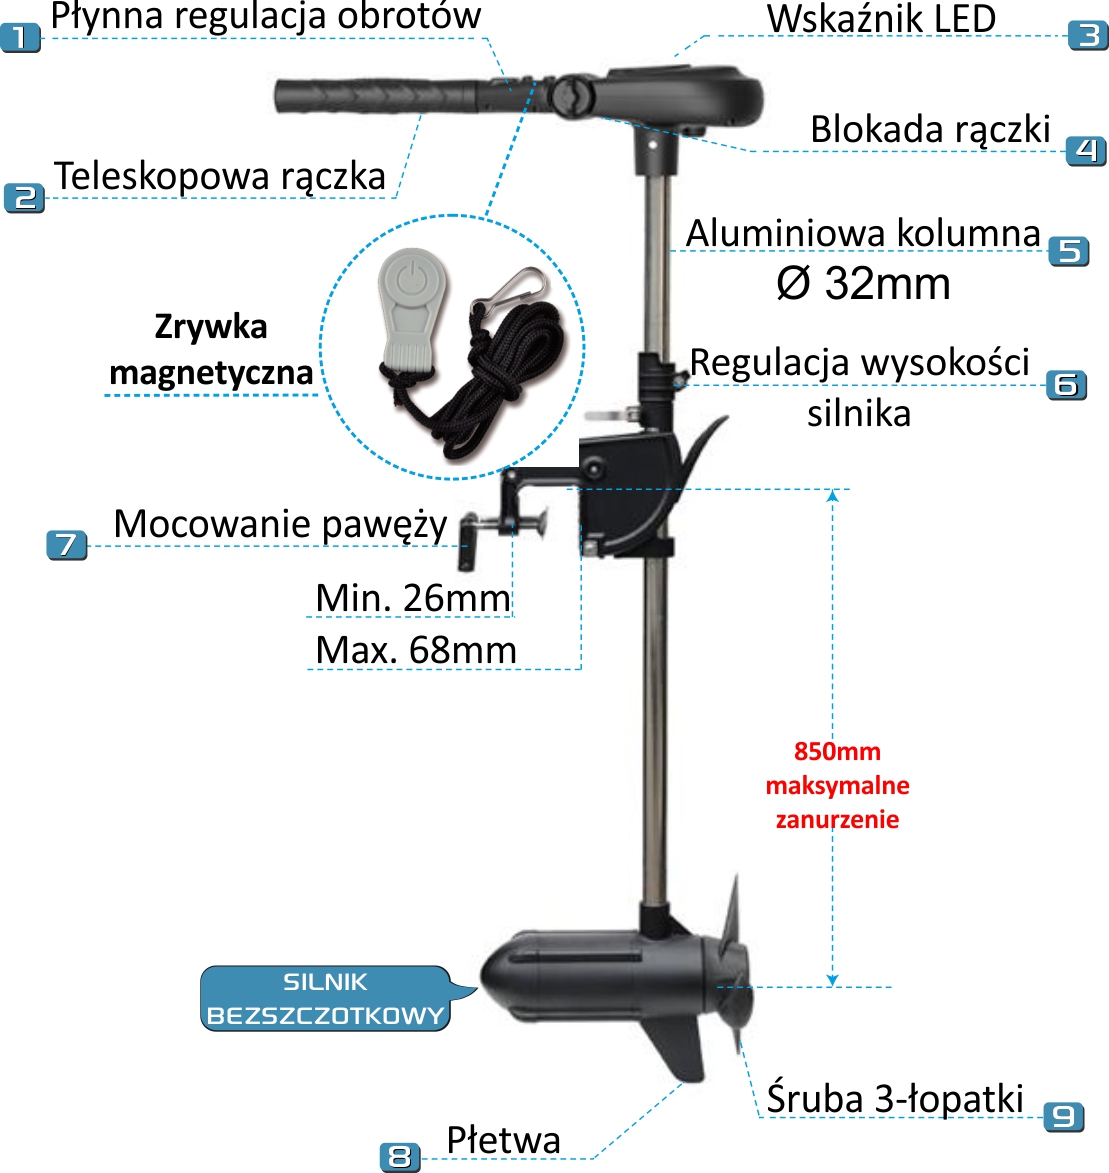 1 Płynna regulacja obrotów
Wskaźnik LED 3
Blokada rączki 4
2 Teleskopowa rączka
Aluminiowa kolumna 5
Ø 32mm
Zrywka
magnetyczna
Regulacja wysokości 6
silnika
7 Mocowanie pawęży
Min. 26mm
Max. 68mm
850mm
maksymalne
zanurzenie
SILNIK
BEZSZCZOTKOWY
Śruba 3-łopatki 9
8 Płetwa